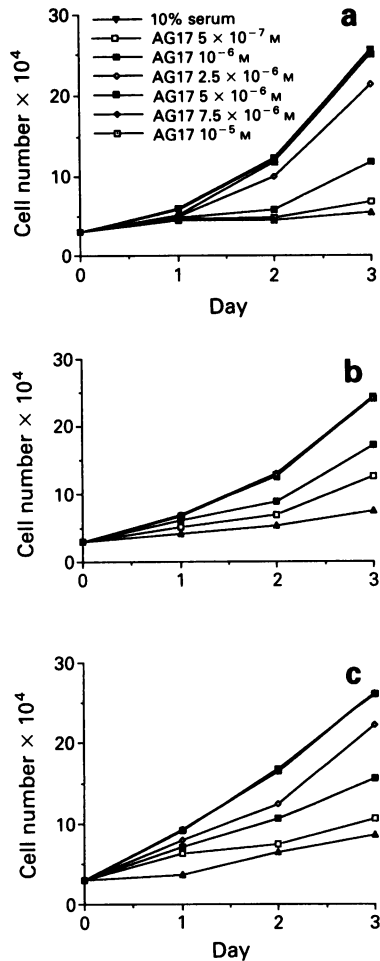 a
10% serum
AG17 5 × 10⁻⁷ M
AG17 10⁻⁶ M
AG17 2.5 × 10⁻⁶ M
AG17 5 × 10⁻⁶ M
AG17 7.5 × 10⁻⁶ M
AG17 10⁻⁵ M
30
20
10
0
Cell number × 10⁴
0 1 2 3
Day
b
30
20
10
0
Cell number × 10⁴
0 1 2 3
c
30
20
10
0
Cell number × 10⁴
0 1 2 3
Day